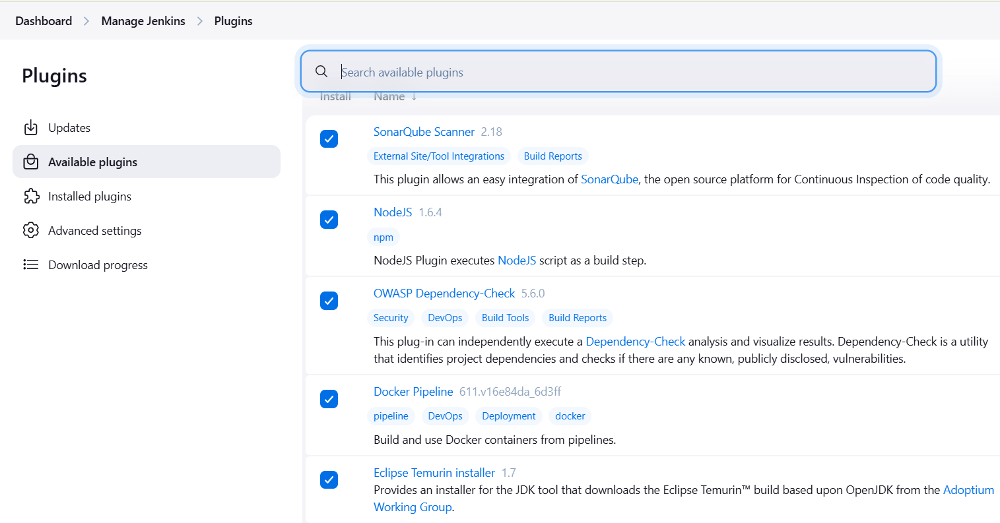 Dashboard > Manage Jenkins > Plugins
Plugins
Updates
Available plugins
Installed plugins
Advanced settings
Download progress
Search available plugins
Install Name ↓
SonarQube Scanner 2.18
External Site/Tool Integrations Build Reports
This plugin allows an easy integration of SonarQube, the open source platform for Continuous Inspection of code quality.
NodeJS 1.6.4
npm
NodeJS Plugin executes NodeJS script as a build step.
OWASP Dependency-Check 5.6.0
Security DevOps Build Tools Build Reports
This plug-in can independently execute a Dependency-Check analysis and visualize results. Dependency-Check is a utility
that identifies project dependencies and checks if there are any known, publicly disclosed, vulnerabilities.
Docker Pipeline 611.v16e84da_6d3ff
pipeline DevOps Deployment docker
Build and use Docker containers from pipelines.
Eclipse Temurin installer 1.7
Provides an installer for the JDK tool that downloads the Eclipse Temurin™ build based upon OpenJDK from the Adoptium
Working Group.